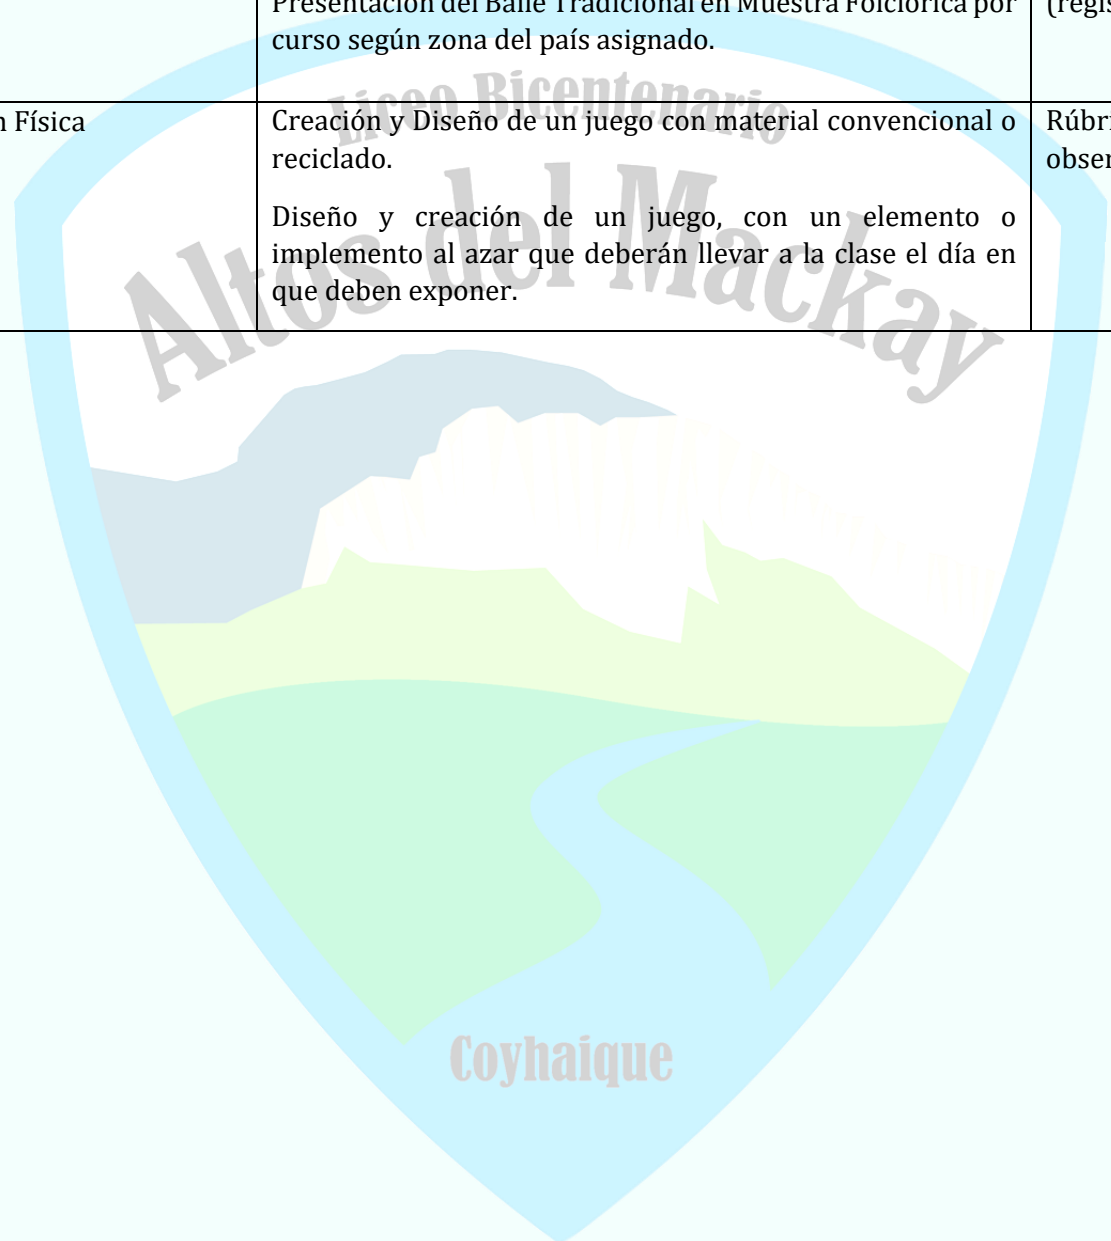 Presentación del Baile Tradicional en Muestra Folclórica por
curso según zona del país asignado.
Liceo Bicentenario
Física
Creación y Diseño de un juego con material convencional o
reciclado.
Diseño y creación de un juego, con un elemento o
implemento al azar que deberán llevar a la clase el día en
que deben exponer.
Altos del Mackay
Coyhaique